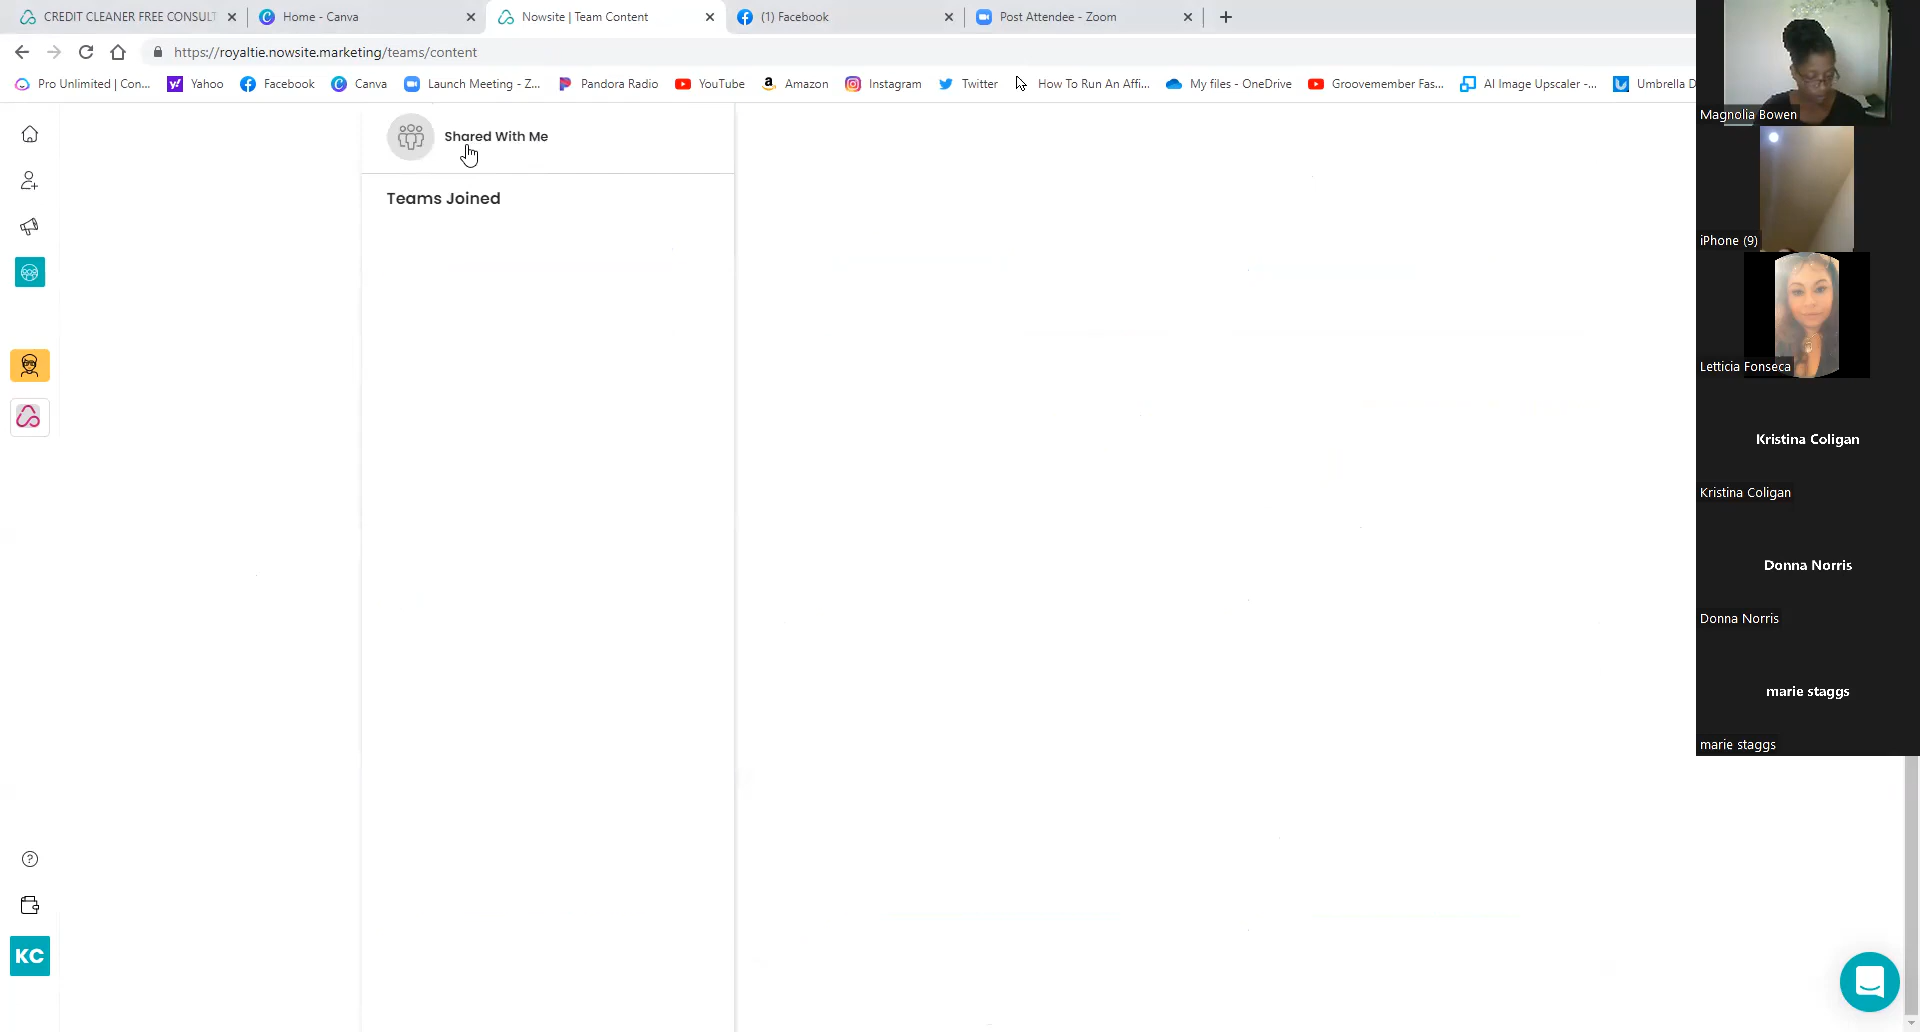 CREDIT CLEANER FREE CONSULT
Home - Canva
Nowsite | Team Content
(1) Facebook
Post Attendee - Zoom
https://royaltie.nowsite.marketing/teams/content
Pro Unlimited | Con...
Yahoo
Facebook
Canva
Launch Meeting - Z...
Pandora Radio
YouTube
Amazon
Instagram
Twitter
How To Run An Affi...
My files - OneDrive
Groovemember Fas...
AI Image Upscaler -...
Umbrella D
Shared With Me
Teams Joined
KC
Magnolia Bowen
iPhone (9)
Letticia Fonseca
Kristina Coligan
Kristina Coligan
Donna Norris
Donna Norris
marie staggs
marie staggs